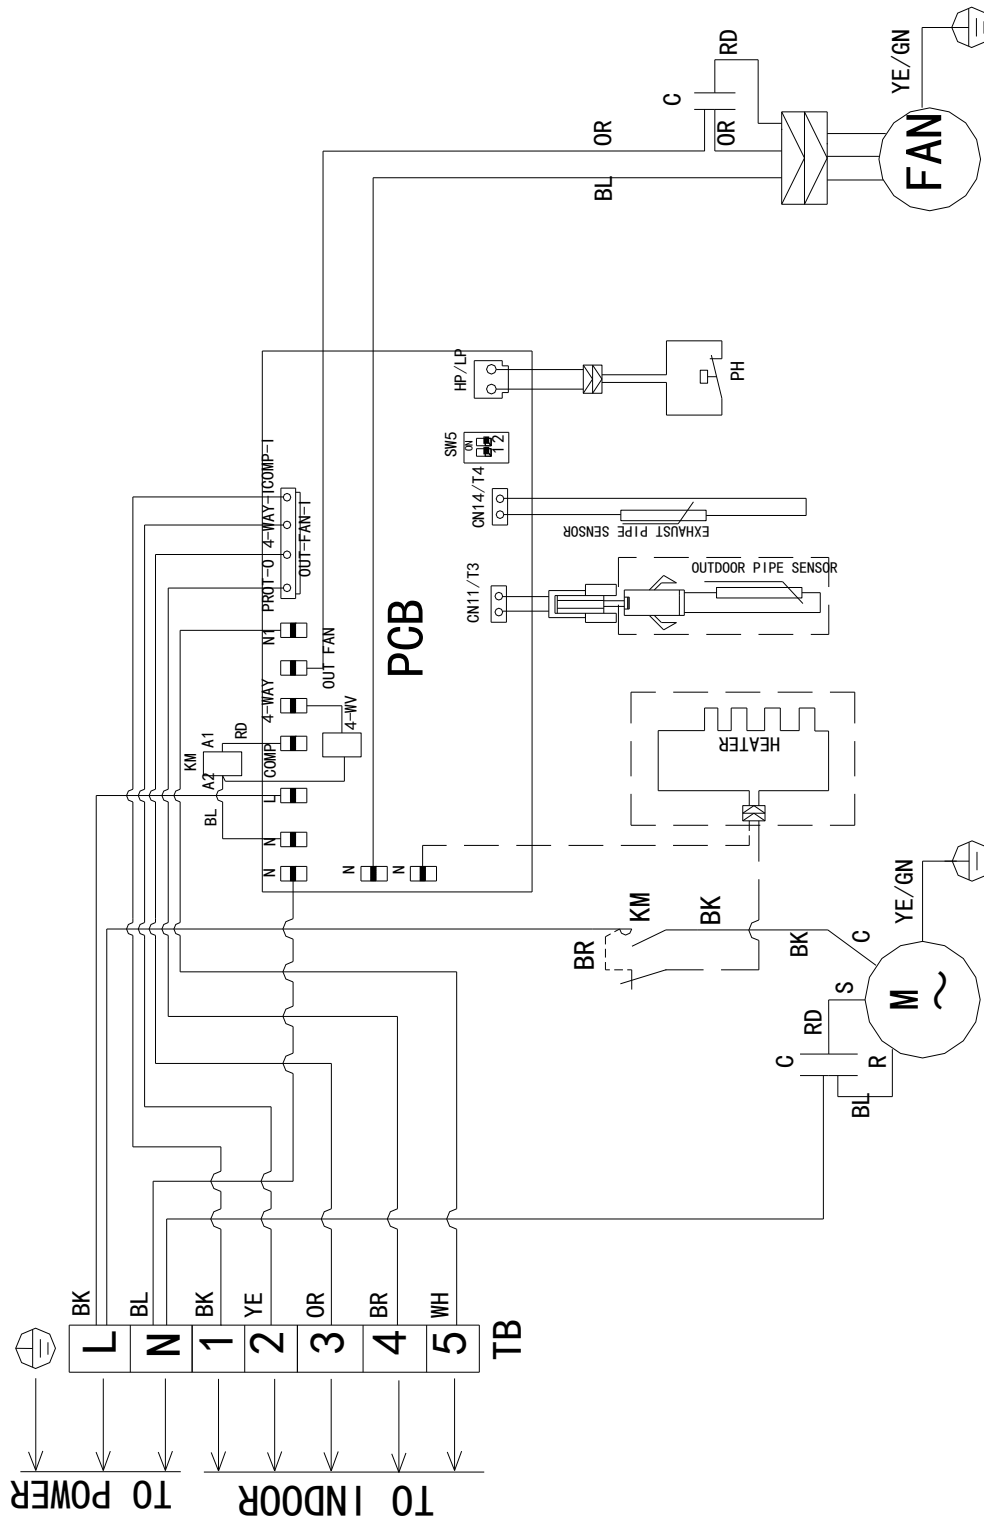 RD
C
YE/GN
OR
OR
FAN
BL
HP/LP
PH
SW5
ON
1 2
COMP-I
4-WAY-I
OUT-FAN-I
PROT-O
CN14/T4
EXHAUST PIPE SENSOR
CN11/T3
OUTDOOR PIPE SENSOR
PCB
N1
OUT FAN
4-WAY
4-WV
RD
A1
KM
A2
COMP
BL
L
N
N
N
N
HEATER
KM
BR
BK
BK
YE/GN
C
S
M
~
RD
C
R
BL
BK
BL
BK
YE
OR
BR
WH
L
N
1
2
3
4
5
TB
TO POWER
TO INDOOR